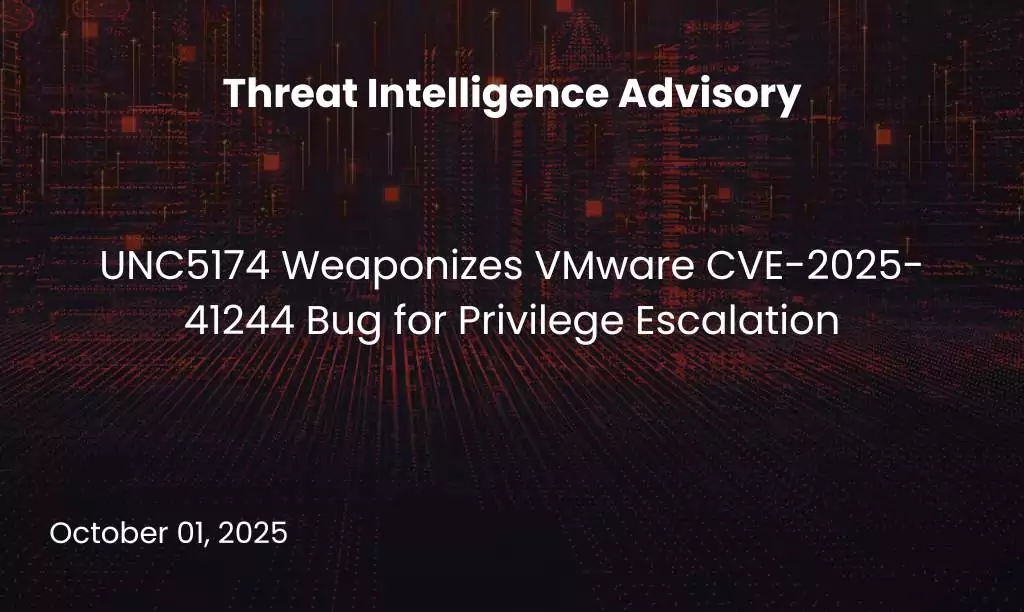 Threat Intelligence Advisory
UNC5174 Weaponizes VMware CVE-2025-
41244 Bug for Privilege Escalation
October 01, 2025